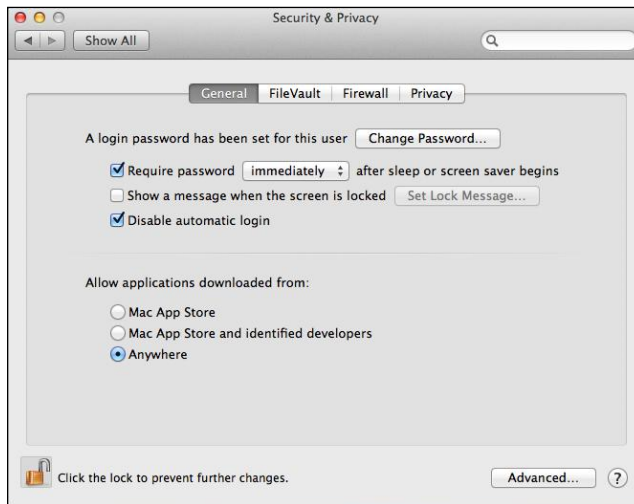 Security & Privacy
Show All
General FileVault Firewall Privacy
A login password has been set for this user Change Password...
Require password immediately after sleep or screen saver begins
Show a message when the screen is locked Set Lock Message...
Disable automatic login
Allow applications downloaded from:
Mac App Store
Mac App Store and identified developers
Anywhere
Click the lock to prevent further changes. Advanced... ?